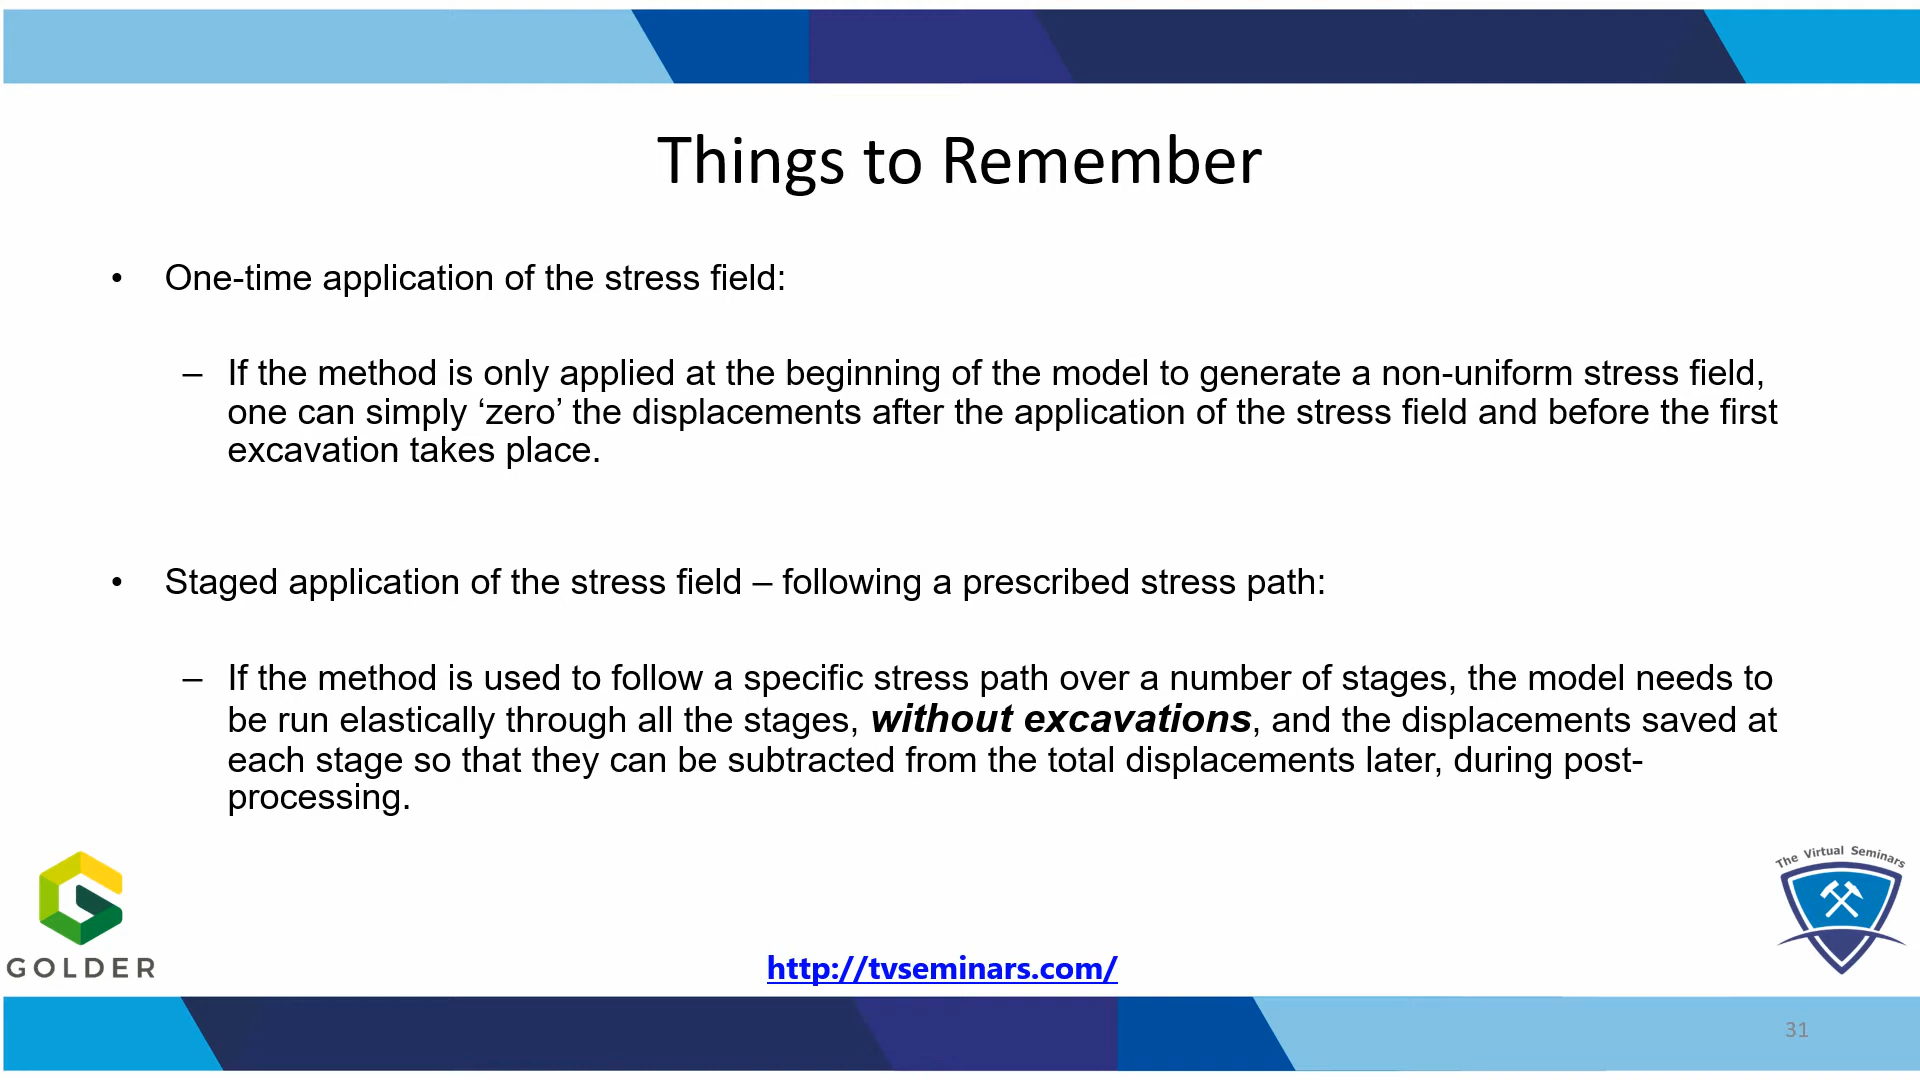 Things to Remember
• One-time application of the stress field:
– If the method is only applied at the beginning of the model to generate a non-uniform stress field,
one can simply ‘zero’ the displacements after the application of the stress field and before the first
excavation takes place.
• Staged application of the stress field – following a prescribed stress path:
– If the method is used to follow a specific stress path over a number of stages, the model needs to
be run elastically through all the stages, without excavations, and the displacements saved at
each stage so that they can be subtracted from the total displacements later, during post-
processing.
The Virtual Seminars
GOLDER
http://tvseminars.com/
31